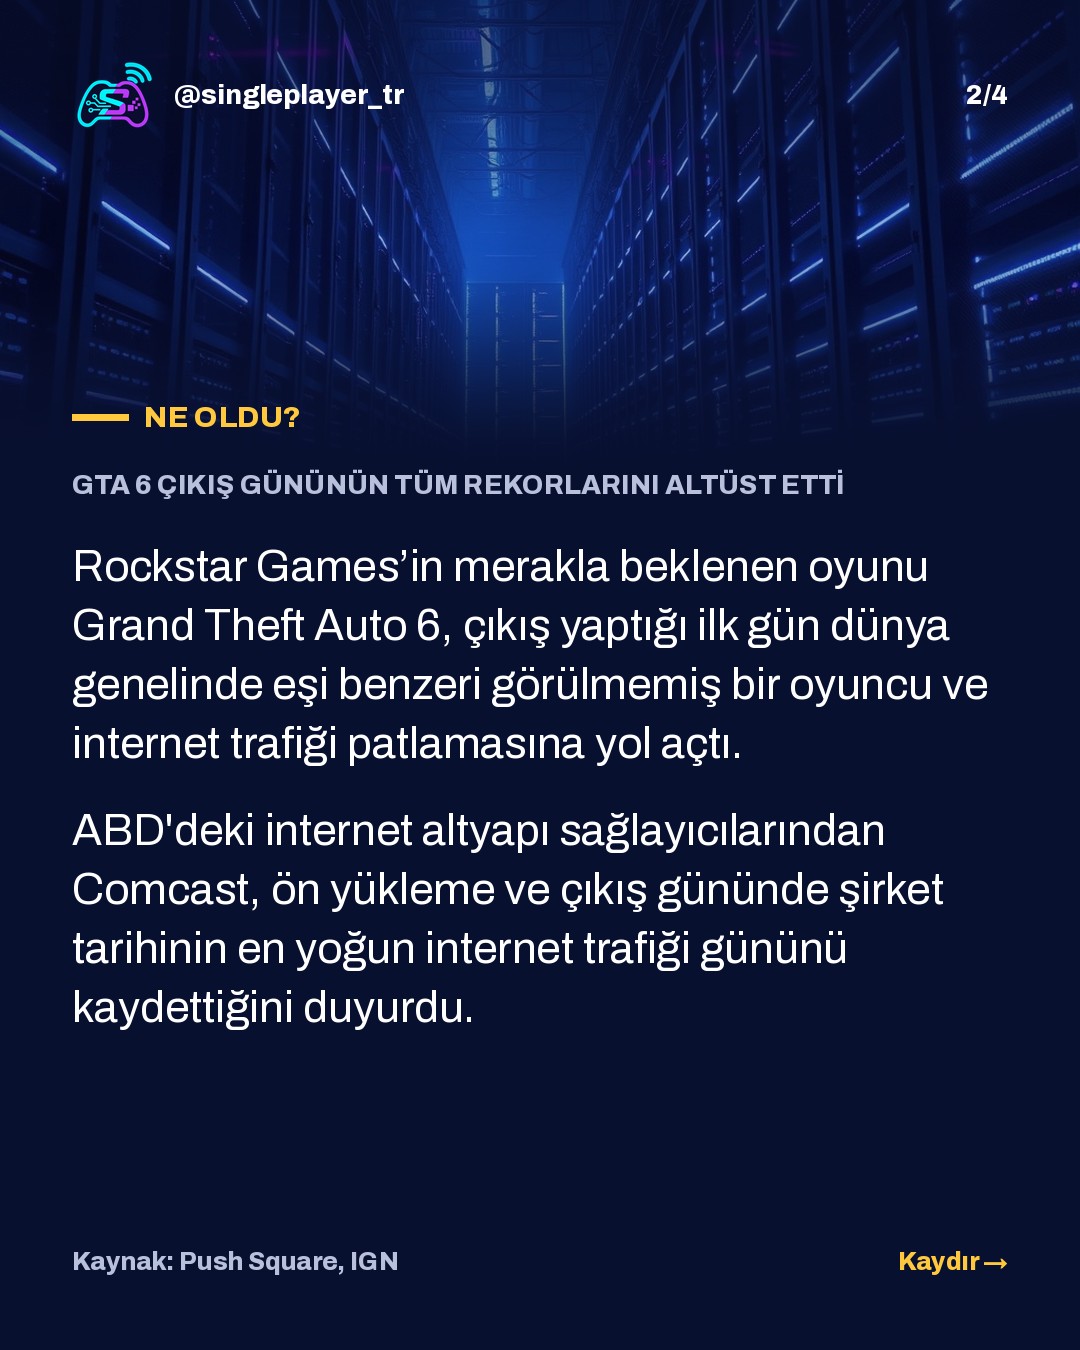 @singleplayer_tr
2/4
NE OLDU?
GTA 6 ÇIKIŞ GÜNÜNÜN TÜM REKORLARINI ALTÜST ETTİ
Rockstar Games’in merakla beklenen oyunu
Grand Theft Auto 6, çıkış yaptığı ilk gün dünya
genelinde eşi benzeri görülmemiş bir oyuncu ve
internet trafiği patlamasına yol açtı.
ABD'deki internet altyapı sağlayıcılarından
Comcast, ön yükleme ve çıkış gününde şirket
tarihinin en yoğun internet trafiği gününü
kaydettiğini duyurdu.
Kaynak: Push Square, IGN
Kaydır→